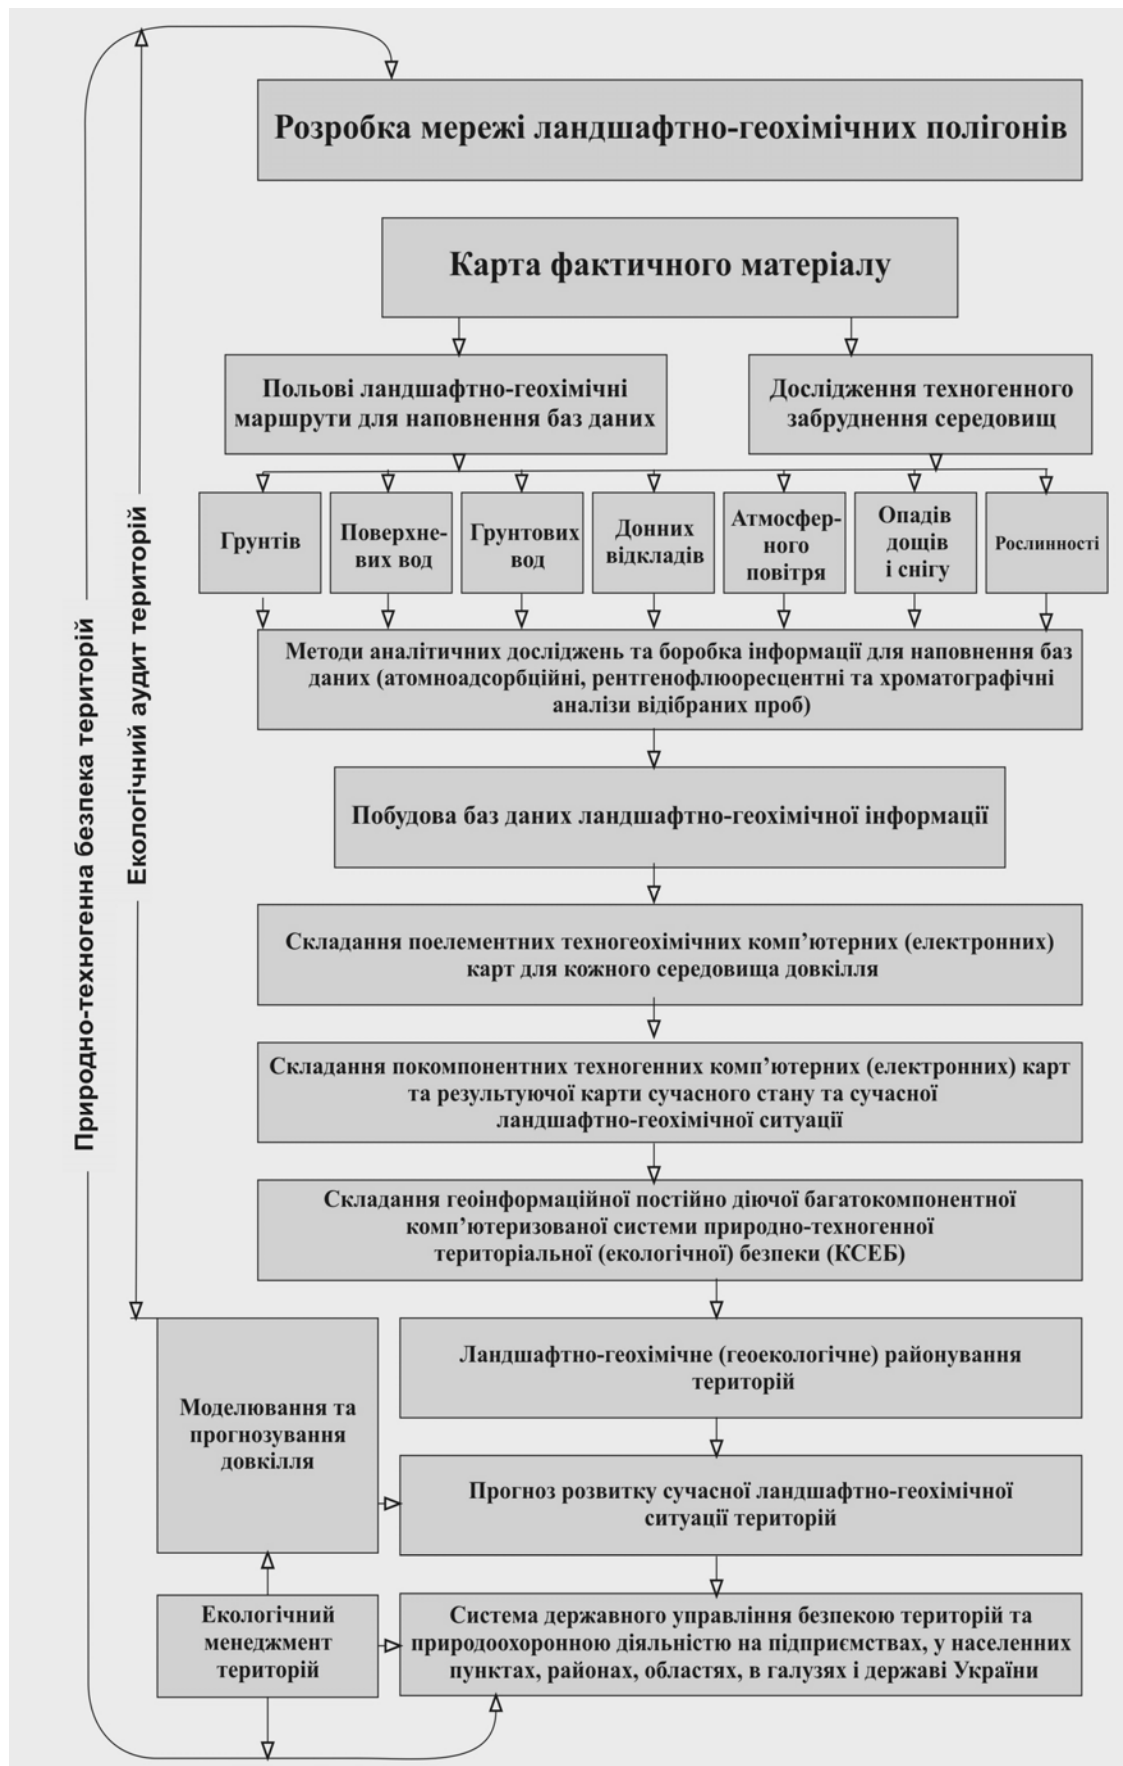 Розробка мережі ландшафтно-геохімічних полігонів
Карта фактичного матеріалу
Польові ландшафтно-геохімічні
маршрути для наповнення баз даних
Дослідження техногенного
забруднення середовищ
Грунтів
Поверхне-
вих вод
Грунтових
вод
Донних
відкладів
Атмосфер-
ного
повітря
Опадів
дощів
і снігу
Рослинності
Методи аналітичних досліджень та боробка інформації для наповнення баз
даних (атомноадсорбційні, рентгенофлюоресцентні та хроматографічні
аналізи відібраних проб)
Побудова баз даних ландшафтно-геохімічної інформації
Складання поелементних техногеохімічних комп’ютерних (електронних)
карт для кожного середовища довкілля
Складання покомпонентних техногенних комп’ютерних (електронних) карт
та результуючої карти сучасного стану та сучасної
ландшафтно-геохімічної ситуації
Складання геоінформаційної постійно діючої багатокомпонентної
комп’ютеризованої системи природно-техногенної
територіальної (екологічної) безпеки (КСЕБ)
Ландшафтно-геохімічне (геоекологічне) районування
територій
Моделювання та
прогнозування
довкілля
Прогноз розвитку сучасної ландшафтно-геохімічної
ситуації територій
Екологічний
менеджмент
територій
Система державного управління безпекою територій та
природоохоронною діяльністю на підприємствах, у населенних
пунктах, районах, областях, в галузях і державі України
Природно-техногенна безпека територій
Екологічний аудит територій